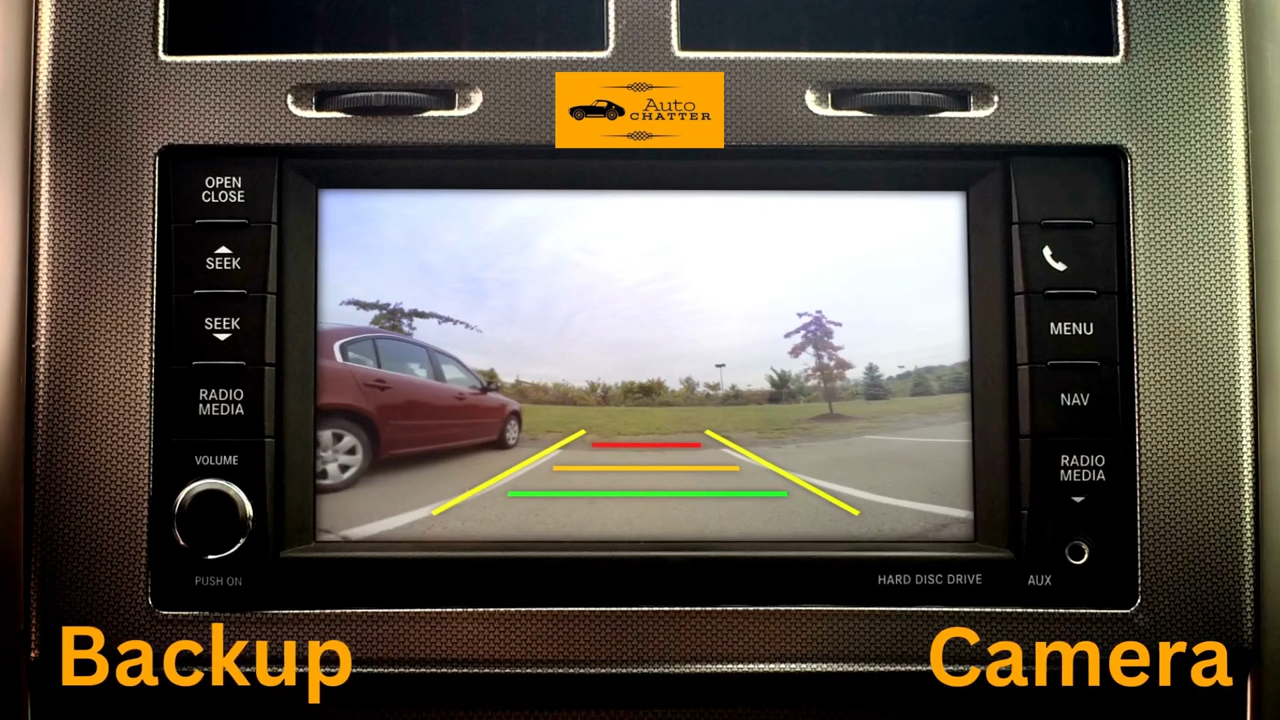 Auto
CHATTER
OPEN
CLOSE
SEEK
SEEK
RADIO
MEDIA
VOLUME
PUSH ON
MENU
NAV
RADIO
MEDIA
HARD DISC DRIVE
AUX
Backup
Camera